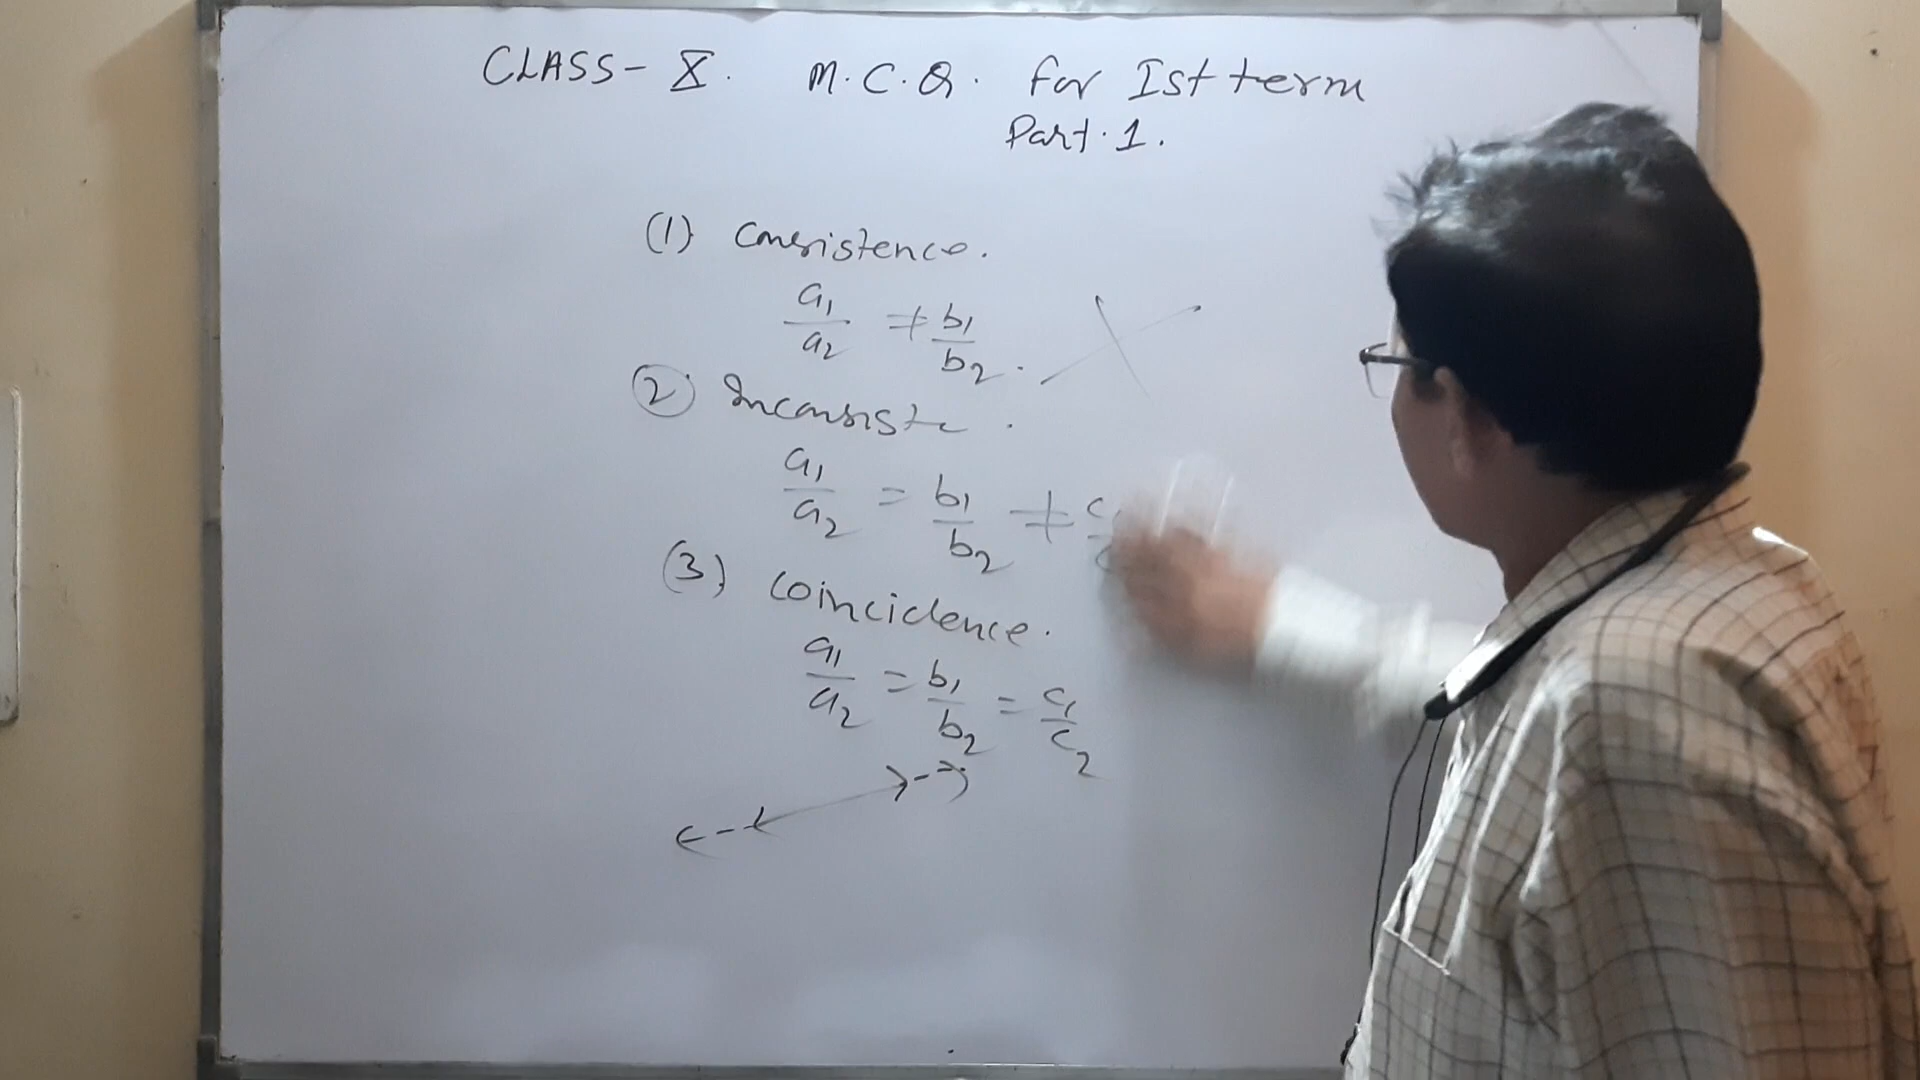 CLASS - X. M.C.Q. For Ist term
Part. 1.
(1) Consistence.
a1/a2 ≠ b1/b2.
(2) Inconsiste .
a1/a2 = b1/b2 ≠
(3) Coincidence.
a1/a2 = b1/b2 = c1/c2